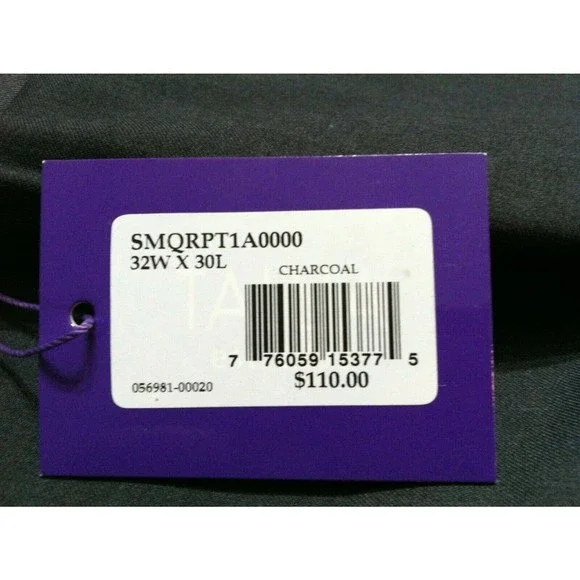 SMQRPT1A0000
32W X 30L
CHARCOAL
7 76059 15377 5
056981-00020
$110.00